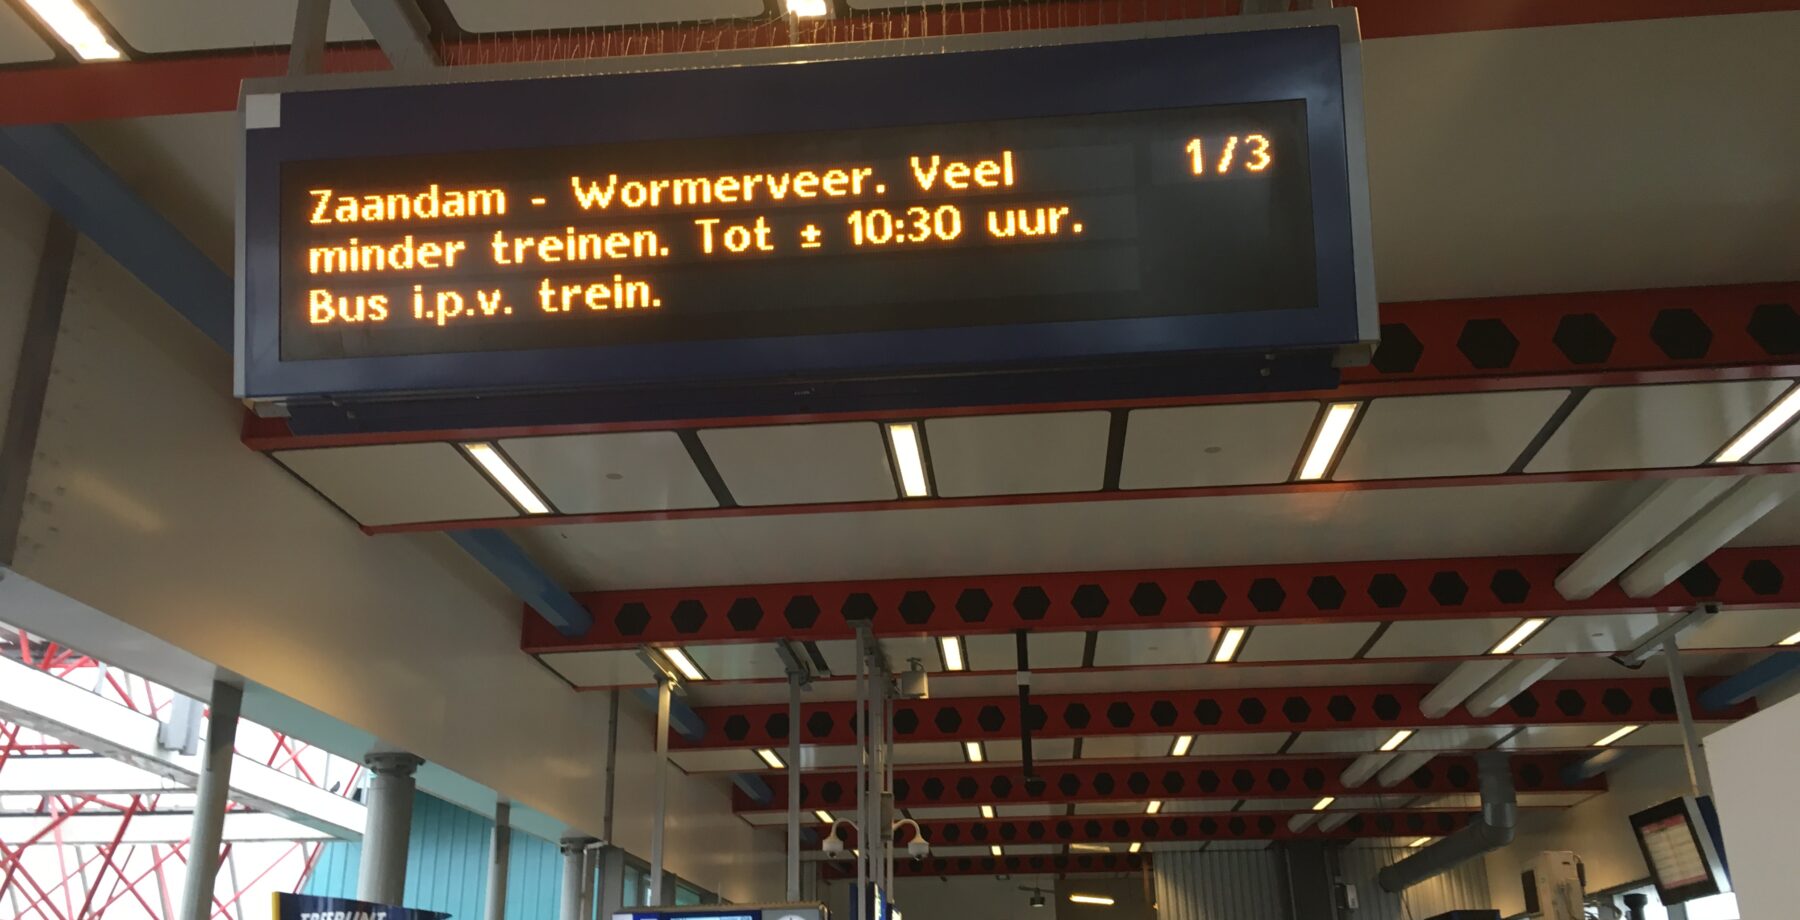 Zaandam - Wormerveer. Veel 1/3
minder treinen. Tot ± 10:30 uur.
Bus i.p.v. trein.